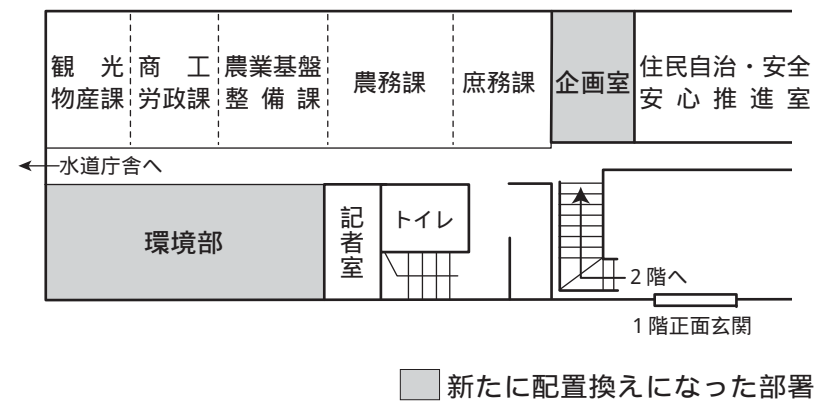 観光
物産課
商工
労政課
農業基盤
整備課
農務課
庶務課
企画室
住民自治・安全
安心推進室
水道庁舎へ
環境部
記者室
トイレ
2階へ
1階正面玄関
新たに配置換えになった部署